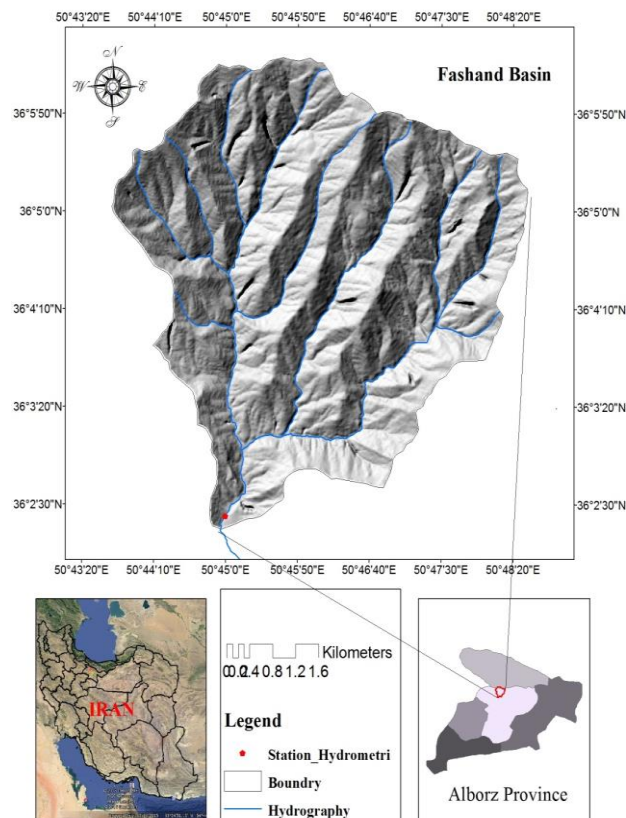 50°43'20"E 50°44'10"E 50°45'0"E 50°45'50"E 50°46'40"E 50°47'30"E 50°48'20"E
N
W E
S
Fashand Basin
36°5'50"N 36°5'50"N
36°5'0"N 36°5'0"N
36°4'10"N 36°4'10"N
36°3'20"N 36°3'20"N
36°2'30"N 36°2'30"N
50°43'20"E 50°44'10"E 50°45'0"E 50°45'50"E 50°46'40"E 50°47'30"E 50°48'20"E
IRAN
Kilometers
0 0.2 0.4 0.8 1.2 1.6
Legend
Station_Hydrometri
Boundry
Hydrography
Alborz Province